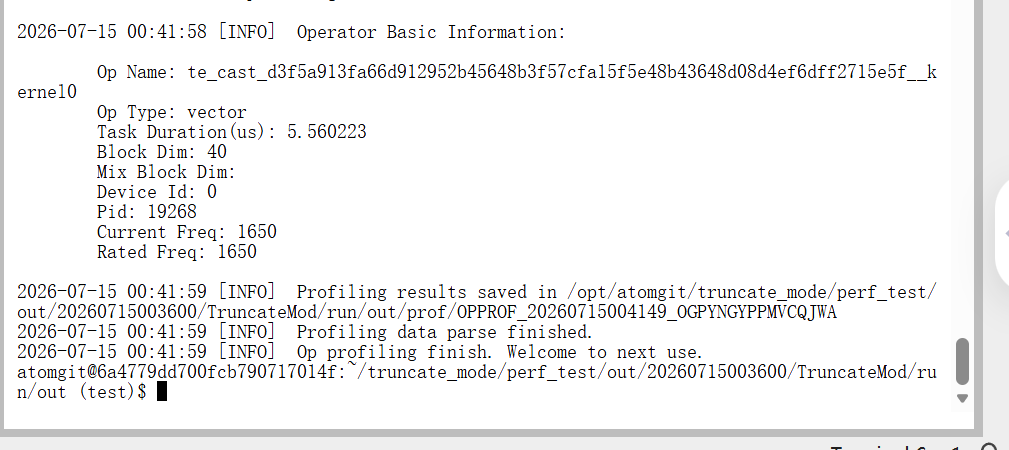 2026-07-15 00:41:58 [INFO]  Operator Basic Information:
Op Name: te_cast_d3f5a913fa66d912952b45648b3f57cfa15f5e48b43648d08d4ef6dff2715e5f__k
ernel0
Op Type: vector
Task Duration(us): 5.560223
Block Dim: 40
Mix Block Dim:
Device Id: 0
Pid: 19268
Current Freq: 1650
Rated Freq: 1650
2026-07-15 00:41:59 [INFO]  Profiling results saved in /opt/atomgit/truncate_mode/perf_test/
out/20260715003600/TruncateMod/run/out/prof/OPPROF_20260715004149_OGPYNGYPPMVCQJWA
2026-07-15 00:41:59 [INFO]  Profiling data parse finished.
2026-07-15 00:41:59 [INFO]  Op profiling finish. Welcome to next use.
atomgit@6a4779dd700fcb790717014f:~/truncate_mode/perf_test/out/20260715003600/TruncateMod/ru
n/out (test)$